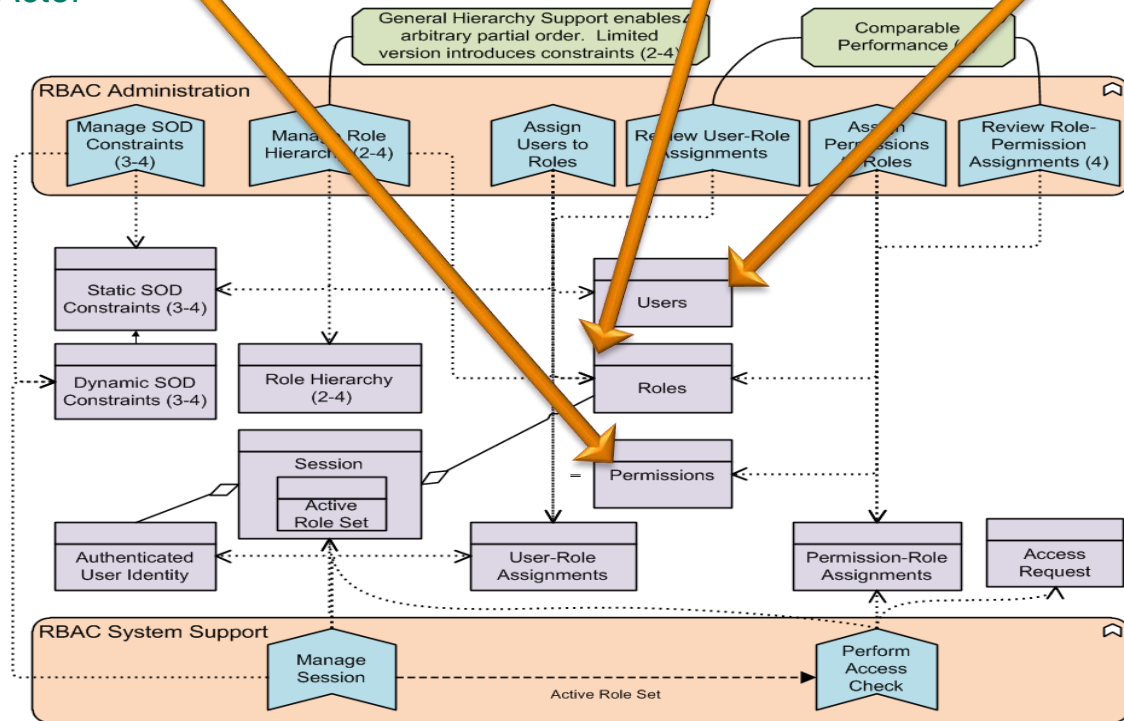 Actor
General Hierarchy Support enables
arbitrary partial order. Limited
version introduces constraints (2-4)
Comparable
Performance
RBAC Administration
Manage SOD
Constraints
(3-4)
Manage Role
Hierarchy (2-4)
Assign
Users to
Roles
Review User-Role
Assignments
Assign
Permissions
to Roles
Review Role-
Permission
Assignments (4)
Static SOD
Constraints (3-4)
Users
Dynamic SOD
Constraints (3-4)
Role Hierarchy
(2-4)
Roles
Session
Active
Role Set
=
Permissions
Authenticated
User Identity
User-Role
Assignments
Permission-Role
Assignments
Access
Request
RBAC System Support
Manage
Session
Active Role Set
Perform
Access
Check